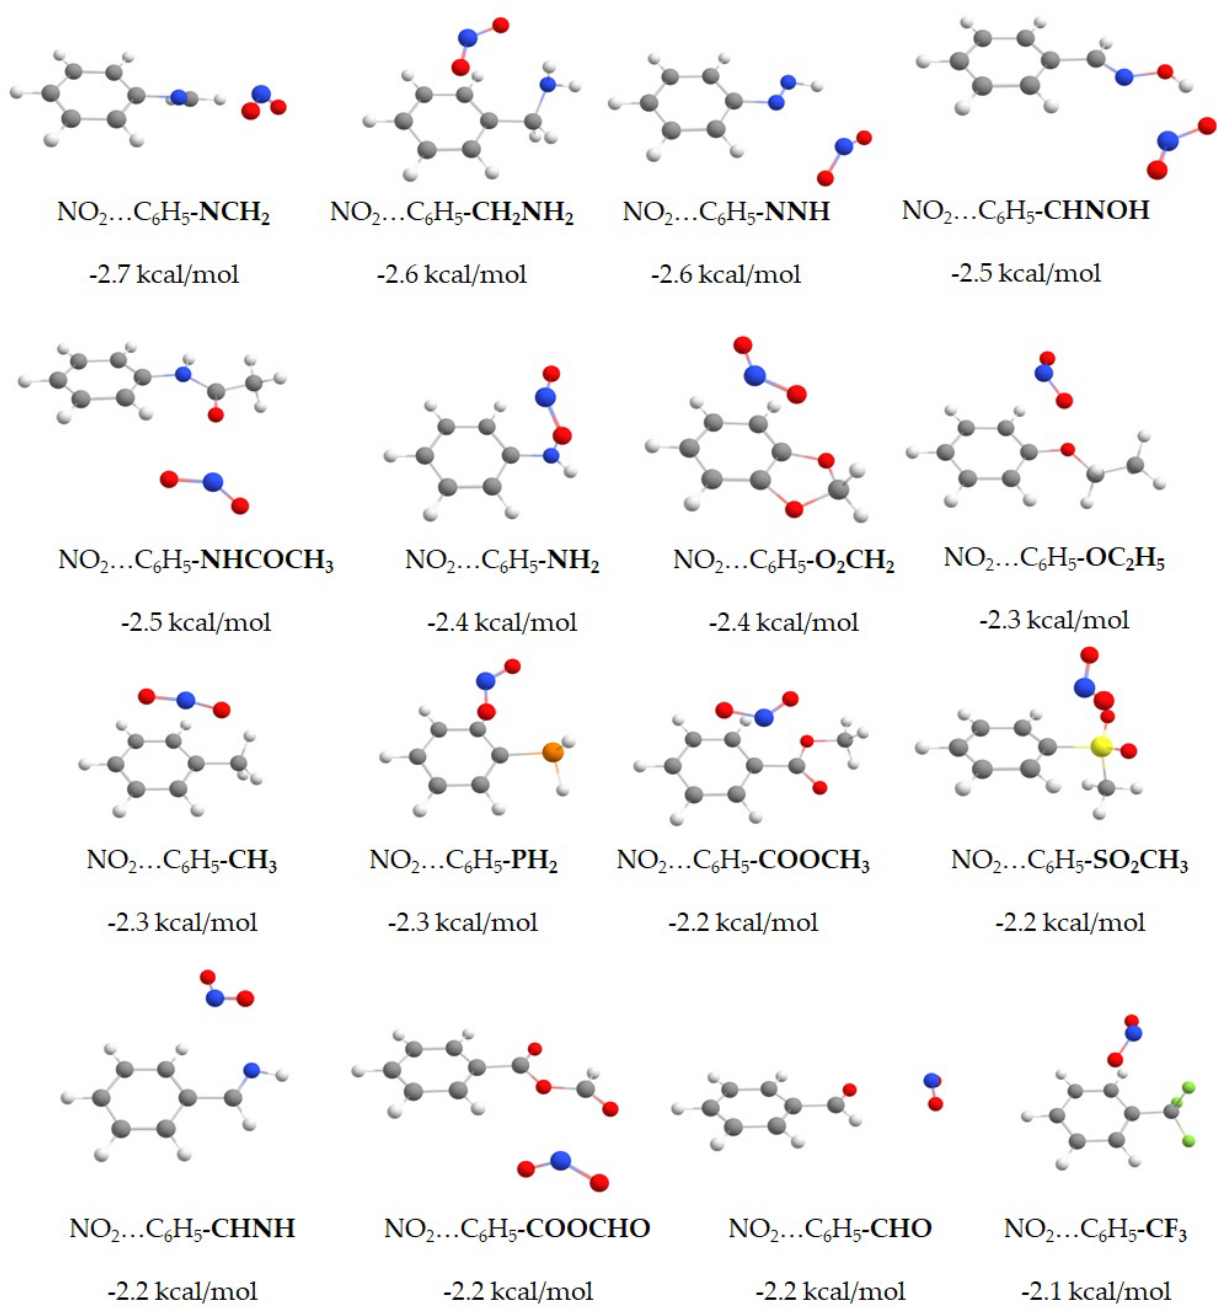 NO₂…C₆H₅-NCH₂ NO₂…C₆H₅-CH₂NH₂ NO₂…C₆H₅-NNH NO₂…C₆H₅-CHNOH
-2.7 kcal/mol -2.6 kcal/mol -2.6 kcal/mol -2.5 kcal/mol
NO₂…C₆H₅-NHCOCH₃ NO₂…C₆H₅-NH₂ NO₂…C₆H₅-O₂CH₂ NO₂…C₆H₅-OC₂H₅
-2.5 kcal/mol -2.4 kcal/mol -2.4 kcal/mol -2.3 kcal/mol
NO₂…C₆H₅-CH₃ NO₂…C₆H₅-PH₂ NO₂…C₆H₅-COOCH₃ NO₂…C₆H₅-SO₂CH₃
-2.3 kcal/mol -2.3 kcal/mol -2.2 kcal/mol -2.2 kcal/mol
NO₂…C₆H₅-CHNH NO₂…C₆H₅-COOCHO NO₂…C₆H₅-CHO NO₂…C₆H₅-CF₃
-2.2 kcal/mol -2.2 kcal/mol -2.2 kcal/mol -2.1 kcal/mol